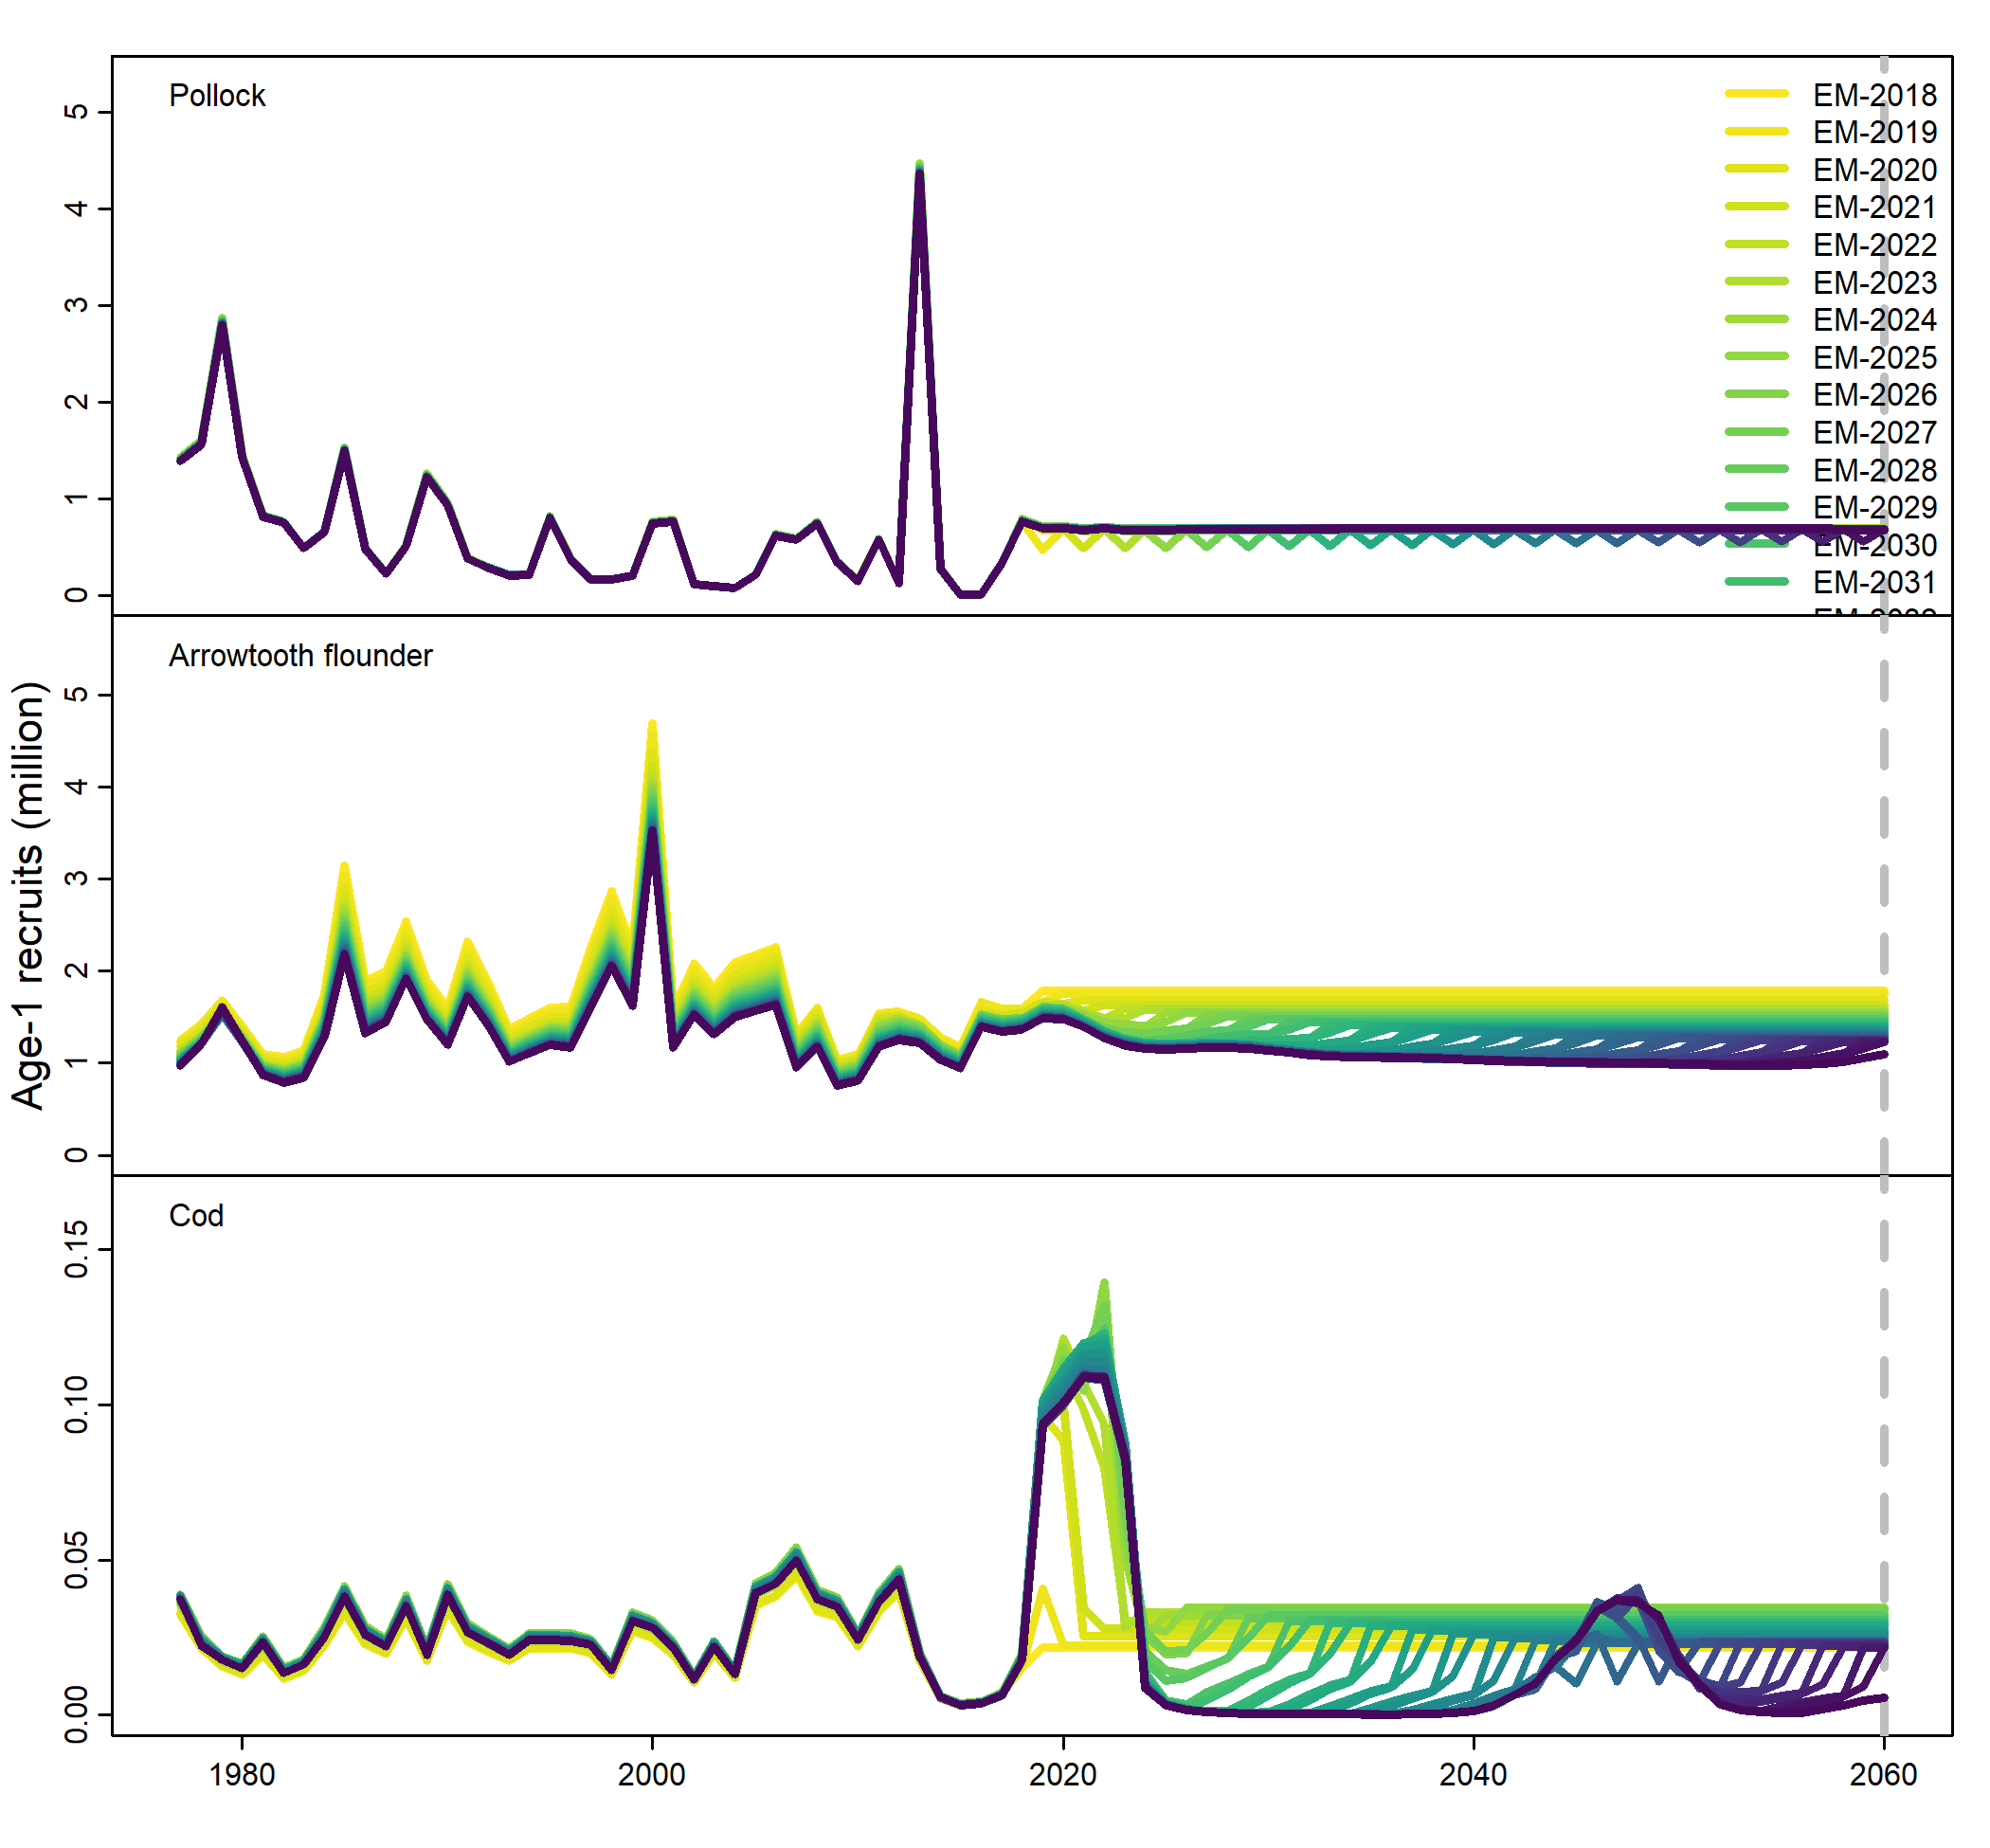 Pollock
EM-2018
EM-2019
EM-2020
EM-2021
EM-2022
EM-2023
EM-2024
EM-2025
EM-2026
EM-2027
EM-2028
EM-2029
EM-2030
EM-2031
5
4
3
2
1
0
Arrowtooth flounder
5
4
3
2
1
0
Age-1 recruits (million)
Cod
0.15
0.10
0.05
0.00
1980 2000 2020 2040 2060